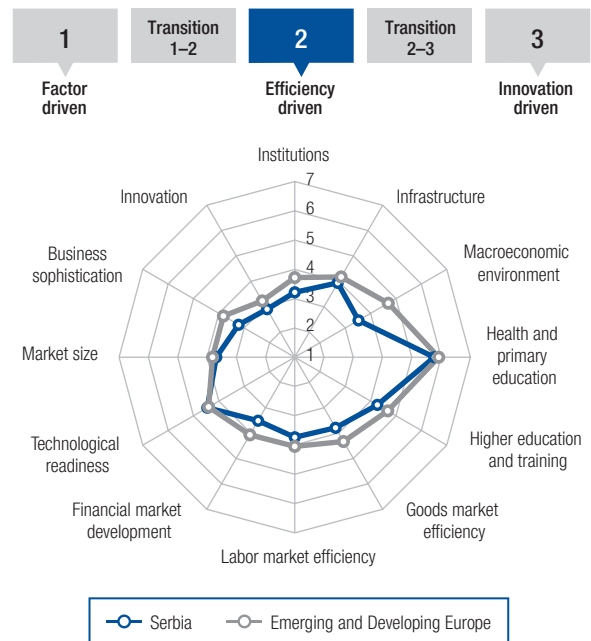 1
Transition
1–2
2
Transition
2–3
3
Factor
driven
Efficiency
driven
Innovation
driven
Institutions
Infrastructure
Macroeconomic
environment
Health and
primary
education
Higher education
and training
Goods market
efficiency
Labor market efficiency
Financial market
development
Technological
readiness
Market size
Business
sophistication
Innovation
7
6
5
4
3
2
1
Serbia
Emerging and Developing Europe